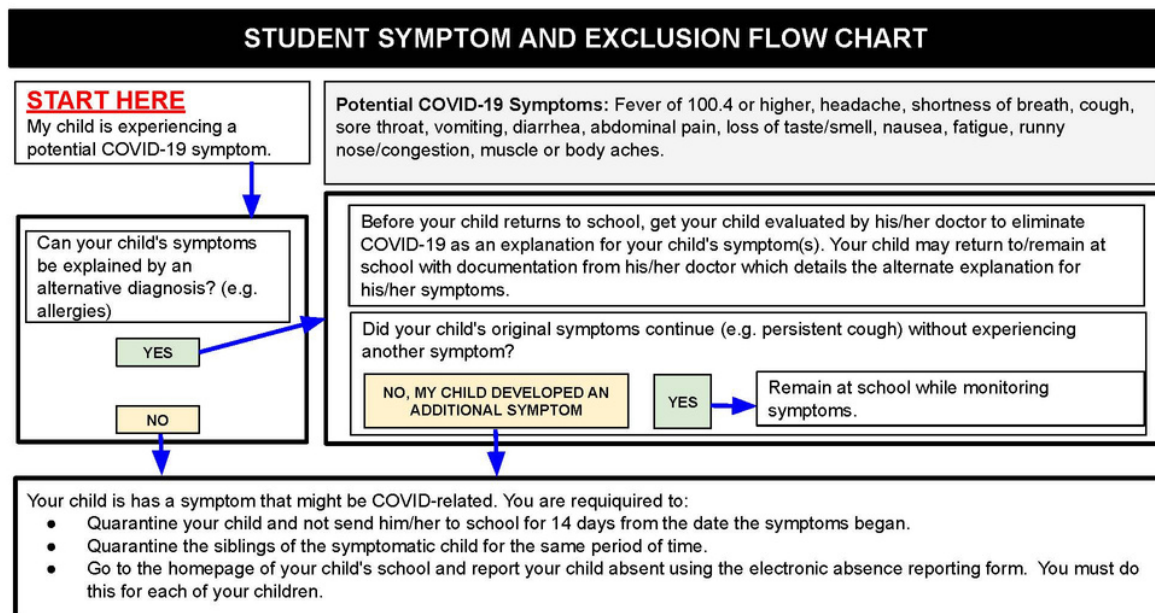 STUDENT SYMPTOM AND EXCLUSION FLOW CHART
START HERE
My child is experiencing a
potential COVID-19 symptom.
Potential COVID-19 Symptoms: Fever of 100.4 or higher, headache, shortness of breath, cough,
sore throat, vomiting, diarrhea, abdominal pain, loss of taste/smell, nausea, fatigue, runny
nose/congestion, muscle or body aches.
Can your child's symptoms
be explained by an
alternative diagnosis? (e.g.
allergies)
YES
NO
Before your child returns to school, get your child evaluated by his/her doctor to eliminate
COVID-19 as an explanation for your child's symptom(s). Your child may return to/remain at
school with documentation from his/her doctor which details the alternate explanation for
his/her symptoms.
Did your child's original symptoms continue (e.g. persistent cough) without experiencing
another symptom?
NO, MY CHILD DEVELOPED AN
ADDITIONAL SYMPTOM
YES
Remain at school while monitoring
symptoms.
Your child is has a symptom that might be COVID-related. You are requiquired to:
● Quarantine your child and not send him/her to school for 14 days from the date the symptoms began.
● Quarantine the siblings of the symptomatic child for the same period of time.
● Go to the homepage of your child's school and report your child absent using the electronic absence reporting form. You must do
this for each of your children.